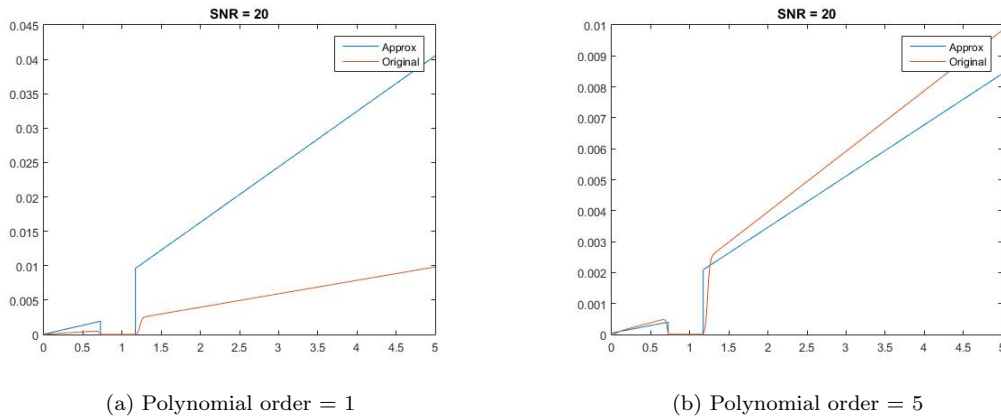 SNR = 20
0.045
0.04
0.035
0.03
0.025
0.02
0.015
0.01
0.005
0
Approx
Original
0 0.5 1 1.5 2 2.5 3 3.5 4 4.5 5
(a) Polynomial order = 1
SNR = 20
0.01
0.009
0.008
0.007
0.006
0.005
0.004
0.003
0.002
0.001
0
Approx
Original
0 0.5 1 1.5 2 2.5 3 3.5 4 4.5 5
(b) Polynomial order = 5